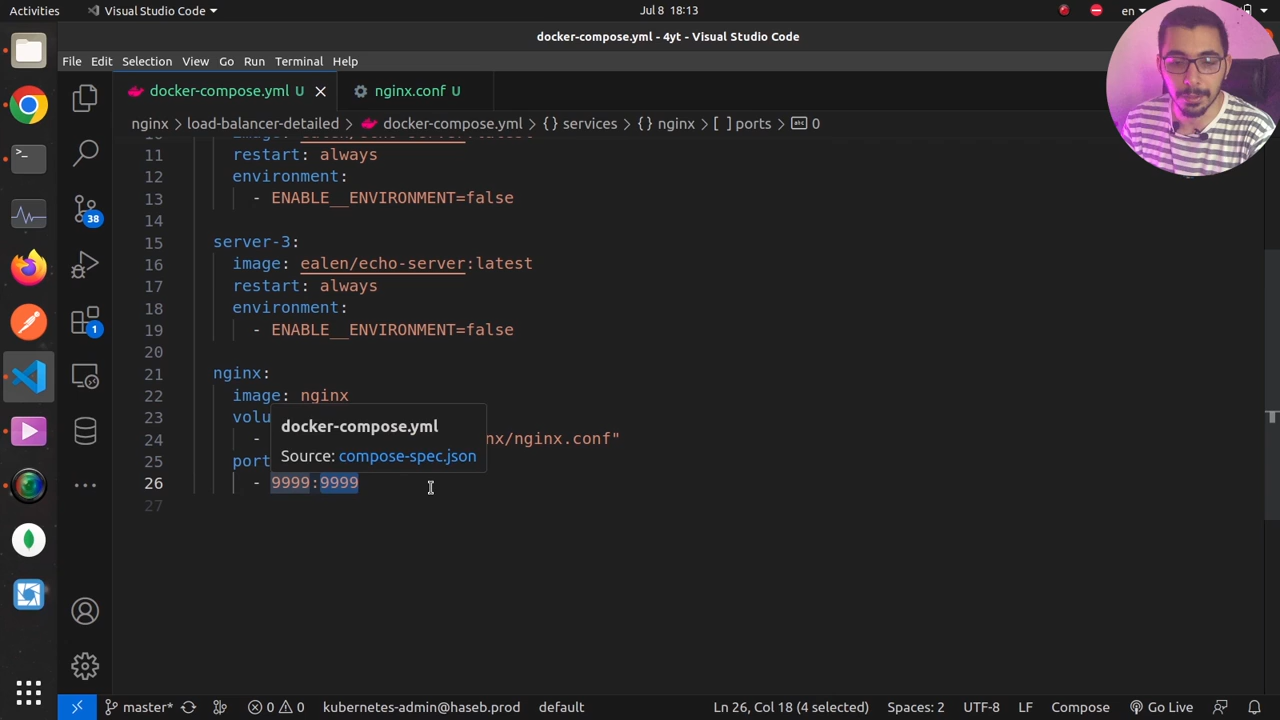 Activities
Visual Studio Code
Jul 8 18:13
en
docker-compose.yml - 4yt - Visual Studio Code
File Edit Selection View Go Run Terminal Help
docker-compose.yml U
nginx.conf U
nginx > load-balancer-detailed > docker-compose.yml > {} services > {} nginx > [ ] ports > abc 0
11 restart: always
12 environment:
13 - ENABLE__ENVIRONMENT=false
14
15 server-3:
16 image: ealen/echo-server:latest
17 restart: always
18 environment:
19 - ENABLE__ENVIRONMENT=false
20
21 nginx:
22 image: nginx
23 volu
24 - nx/nginx.conf"
25 port
26 - 9999:9999
27
docker-compose.yml
Source: compose-spec.json
38
1
master*
0 0
kubernetes-admin@haseb.prod
default
Ln 26, Col 18 (4 selected)
Spaces: 2
UTF-8
LF
Compose
Go Live